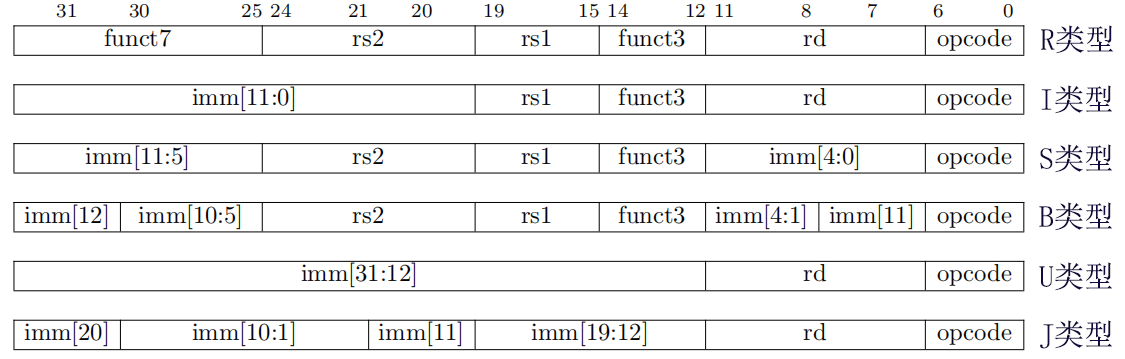 31 30 25 24 21 20 19 15 14 12 11 8 7 6 0
funct7 rs2 rs1 funct3 rd opcode R类型
imm[11:0] rs1 funct3 rd opcode I类型
imm[11:5] rs2 rs1 funct3 imm[4:0] opcode S类型
imm[12] imm[10:5] rs2 rs1 funct3 imm[4:1] imm[11] opcode B类型
imm[31:12] rd opcode U类型
imm[20] imm[10:1] imm[11] imm[19:12] rd opcode J类型